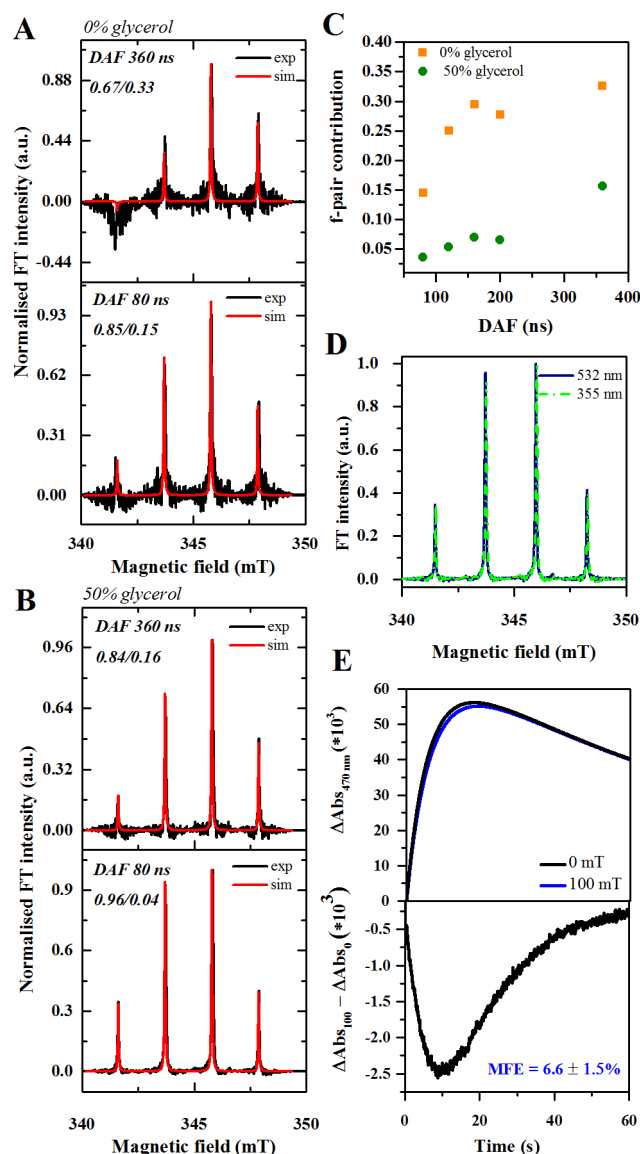 A
0% glycerol
DAF 360 ns
0.67/0.33
exp
sim
0.88
0.44
0.00
-0.44
DAF 80 ns
0.85/0.15
exp
sim
0.93
0.62
0.31
0.00
Normalised FT intensity (a.u.)
340 345 350
Magnetic field (mT)
B
50% glycerol
DAF 360 ns
0.84/0.16
exp
sim
0.96
0.64
0.32
0.00
DAF 80 ns
0.96/0.04
exp
sim
0.9
0.6
0.3
0.0
Normalised FT intensity (a.u.)
340 345 350
Magnetic field (mT)
C
0% glycerol
50% glycerol
0.40
0.35
0.30
0.25
0.20
0.15
0.10
0.05
f-pair contribution
100 200 300 400
DAF (ns)
D
532 nm
355 nm
1.0
0.8
0.6
0.4
0.2
0.0
FT intensity (a.u.)
340 345 350
Magnetic field (mT)
E
60
50
40
30
20
10
0
ΔAbs470 nm (*10³)
0 mT
100 mT
-0.5
-1.0
-1.5
-2.0
-2.5
ΔAbs100 − ΔAbs0 (*10³)
MFE = 6.6 ± 1.5%
0 20 40 60
Time (s)